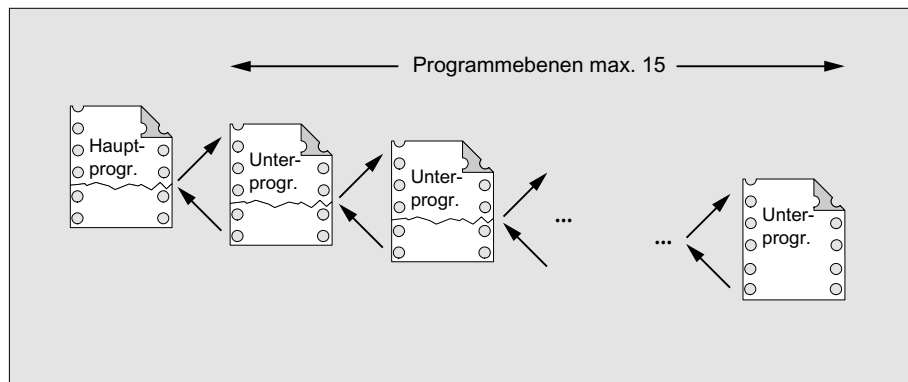 Programmebenen max. 15
Haupt-
progr.
Unter-
progr.
Unter-
progr.
...
...
Unter-
progr.